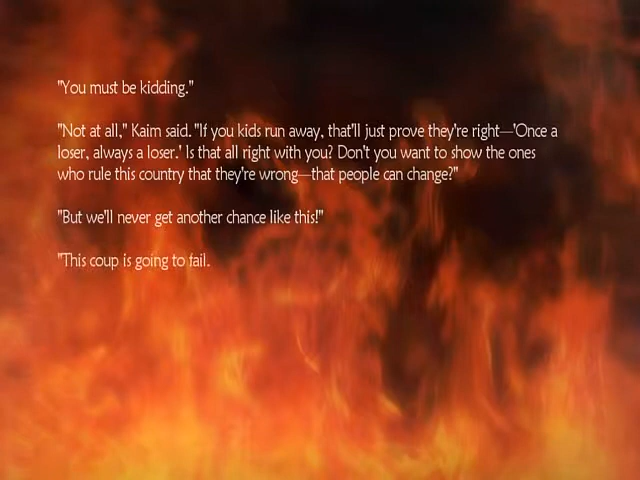 "You must be kidding."
"Not at all," Kaim said. "If you kids run away, that'll just prove they're right—'Once a
loser, always a loser.' Is that all right with you? Don't you want to show the ones
who rule this country that they're wrong—that people can change?"
"But we'll never get another chance like this!"
"This coup is going to fail.